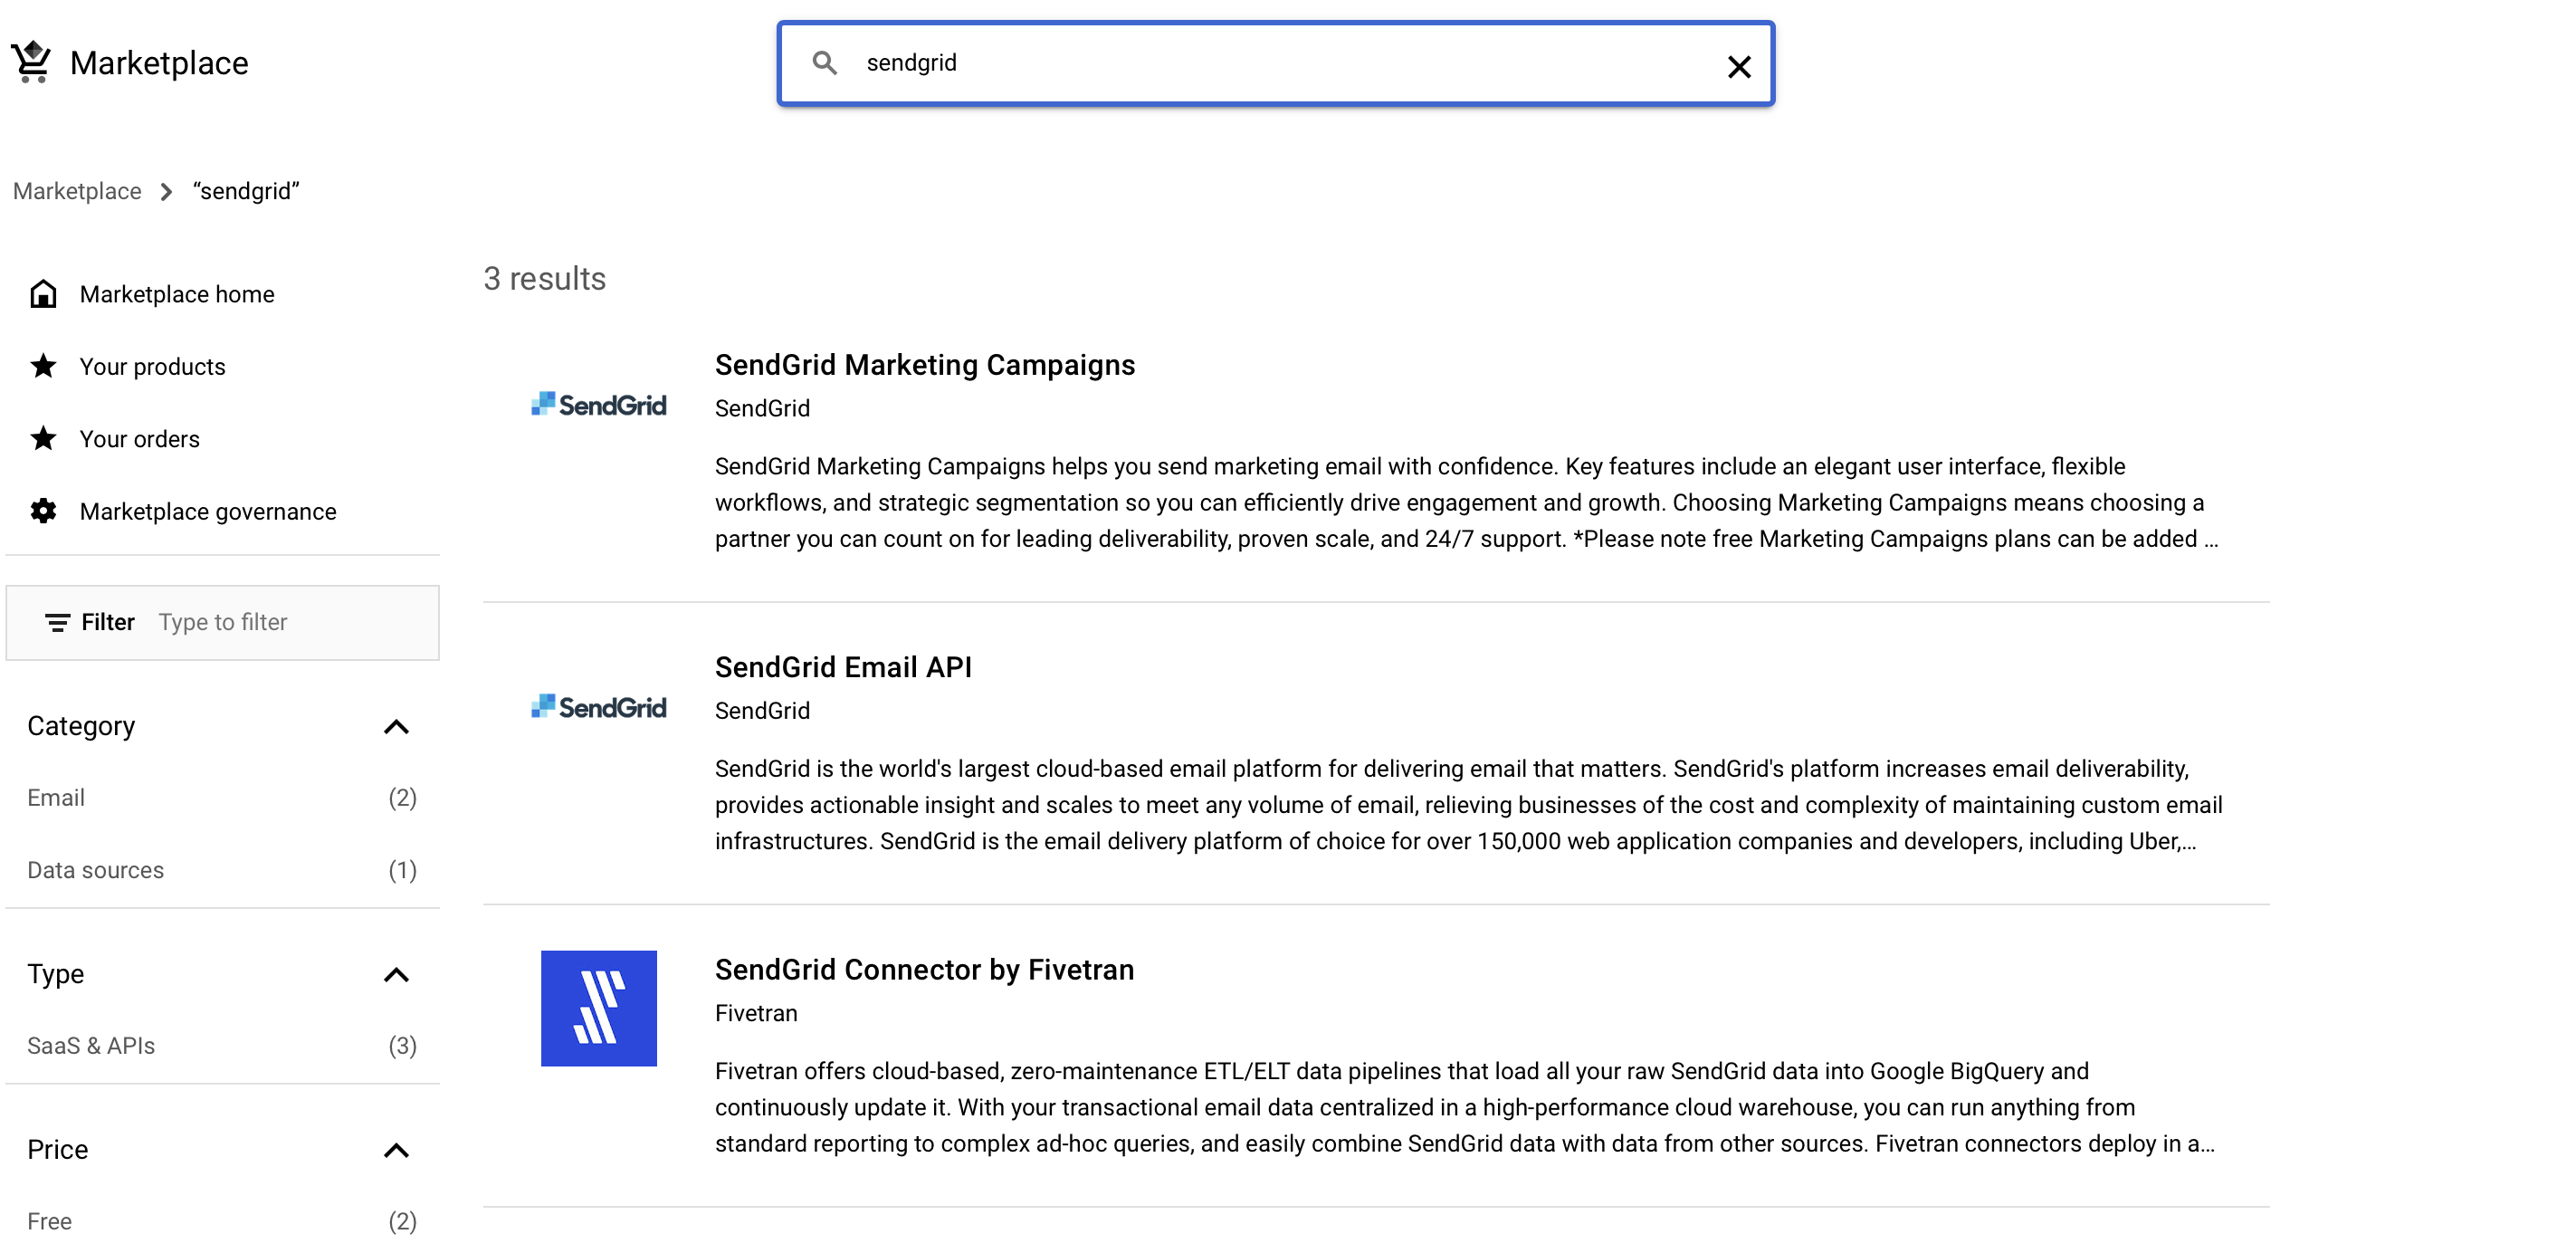 Marketplace
sendgrid
Marketplace > “sendgrid”
Marketplace home
Your products
Your orders
Marketplace governance
Filter Type to filter
Category
Email (2)
Data sources (1)
Type
SaaS & APIs (3)
Price
Free (2)
3 results
SendGrid
SendGrid Marketing Campaigns
SendGrid
SendGrid Marketing Campaigns helps you send marketing email with confidence. Key features include an elegant user interface, flexible
workflows, and strategic segmentation so you can efficiently drive engagement and growth. Choosing Marketing Campaigns means choosing a
partner you can count on for leading deliverability, proven scale, and 24/7 support. *Please note free Marketing Campaigns plans can be added ...
SendGrid
SendGrid Email API
SendGrid
SendGrid is the world's largest cloud-based email platform for delivering email that matters. SendGrid's platform increases email deliverability,
provides actionable insight and scales to meet any volume of email, relieving businesses of the cost and complexity of maintaining custom email
infrastructures. SendGrid is the email delivery platform of choice for over 150,000 web application companies and developers, including Uber,...
SendGrid Connector by Fivetran
Fivetran
Fivetran offers cloud-based, zero-maintenance ETL/ELT data pipelines that load all your raw SendGrid data into Google BigQuery and
continuously update it. With your transactional email data centralized in a high-performance cloud warehouse, you can run anything from
standard reporting to complex ad-hoc queries, and easily combine SendGrid data with data from other sources. Fivetran connectors deploy in a...